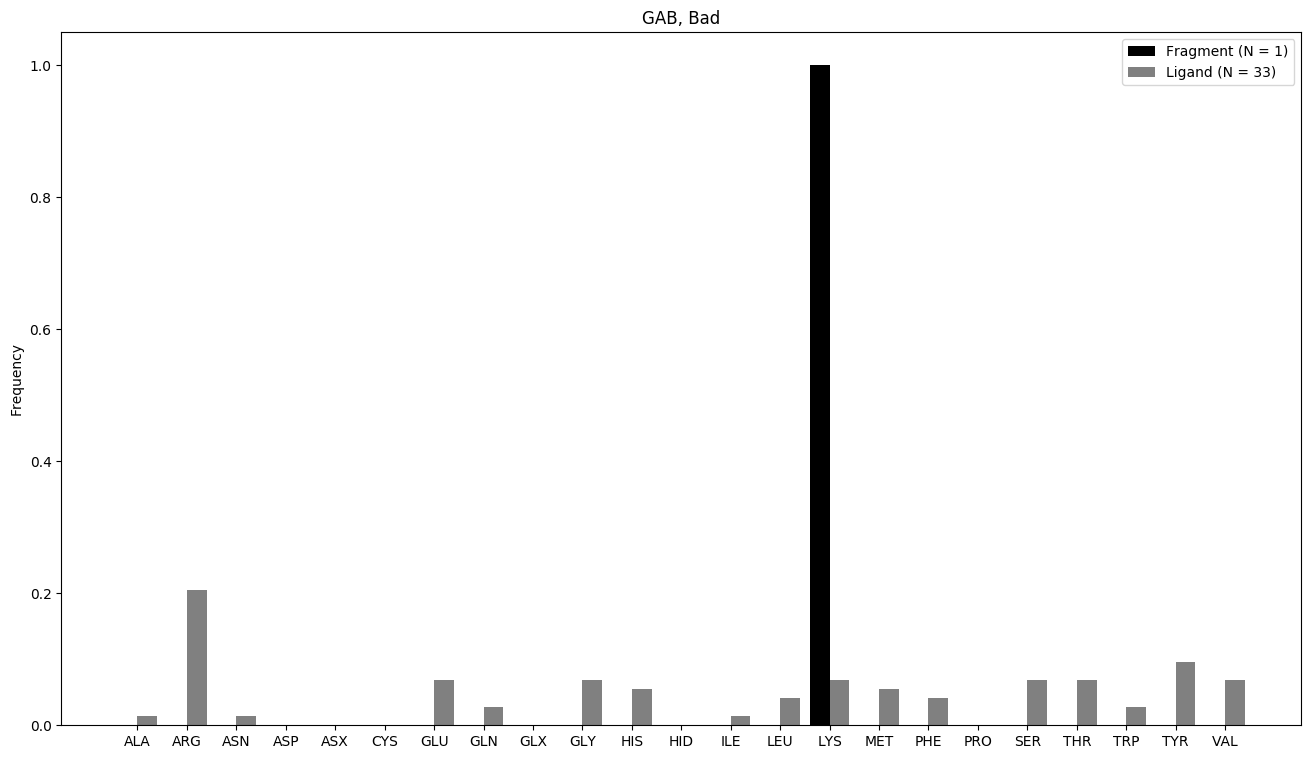 GAB, Bad
Fragment (N = 1)
Ligand (N = 33)
Frequency
1.0
0.8
0.6
0.4
0.2
0.0
ALA ARG ASN ASP ASX CYS GLU GLN GLX GLY HIS HID ILE LEU LYS MET PHE PRO SER THR TRP TYR VAL